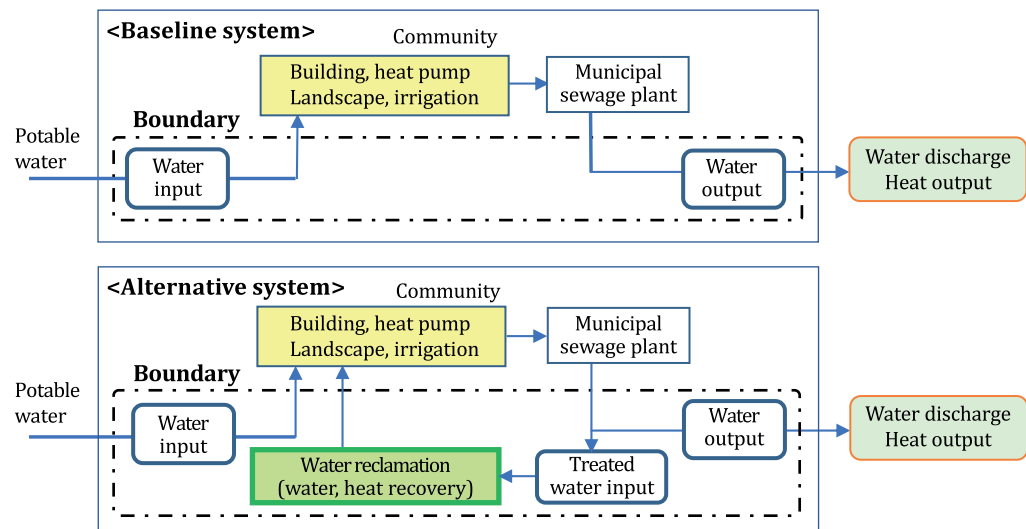 <Baseline system>
Community
Building, heat pump
Landscape, irrigation
Municipal
sewage plant
Boundary
Potable
water
Water
input
Water
output
Water discharge
Heat output
<Alternative system>
Community
Building, heat pump
Landscape, irrigation
Municipal
sewage plant
Boundary
Potable
water
Water
input
Water
output
Water discharge
Heat output
Water reclamation
(water, heat recovery)
Treated
water input